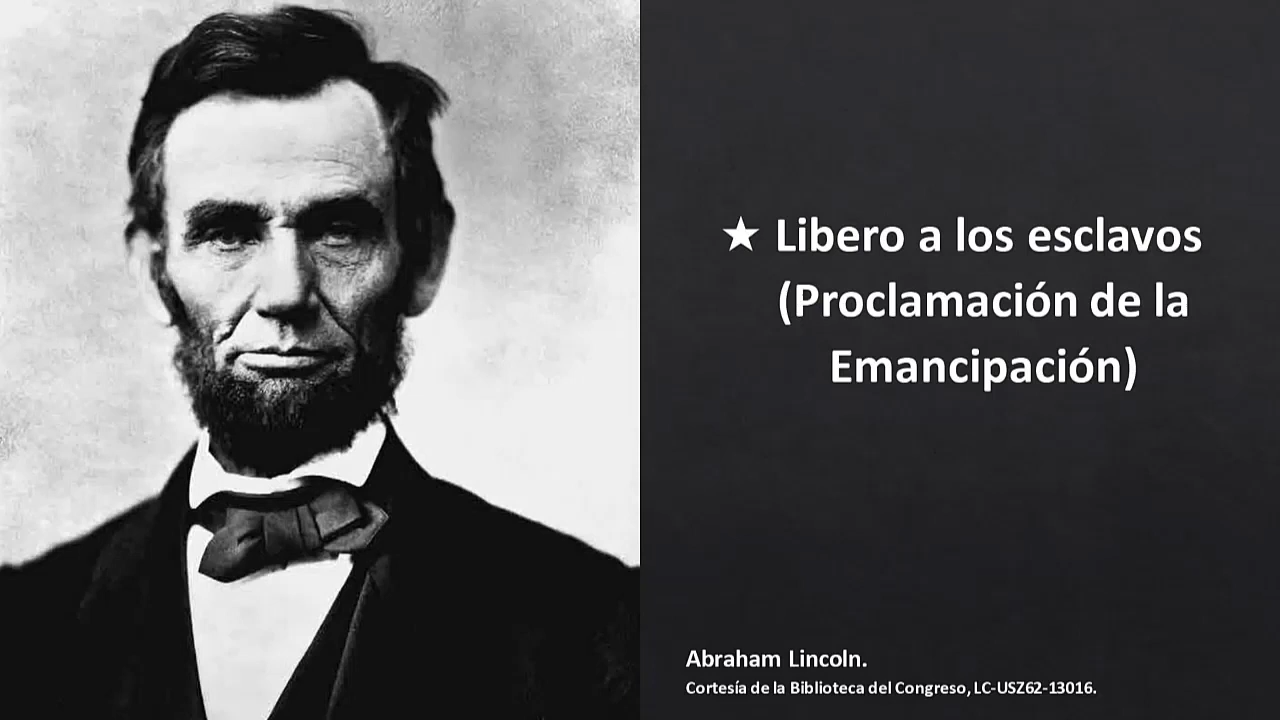 ★ Libero a los esclavos
(Proclamación de la
Emancipación)
Abraham Lincoln.
Cortesía de la Biblioteca del Congreso, LC-USZ62-13016.